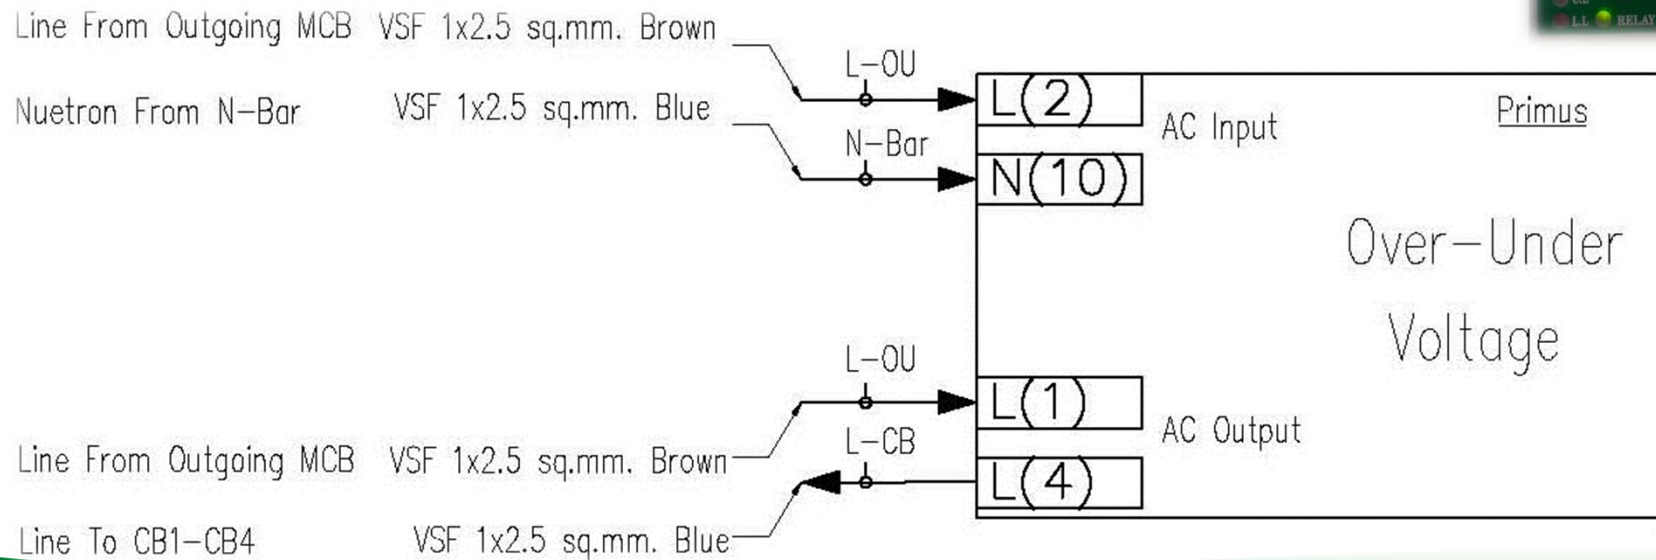 U.L
L.L RELAY
Line From Outgoing MCB VSF 1x2.5 sq.mm. Brown
L-OU
L(2)
AC Input
Primus
Nuetron From N-Bar VSF 1x2.5 sq.mm. Blue
N-Bar
N(10)
Over-Under
Voltage
L-OU
L(1)
AC Output
Line From Outgoing MCB VSF 1x2.5 sq.mm. Brown
L-CB
L(4)
Line To CB1-CB4 VSF 1x2.5 sq.mm. Blue